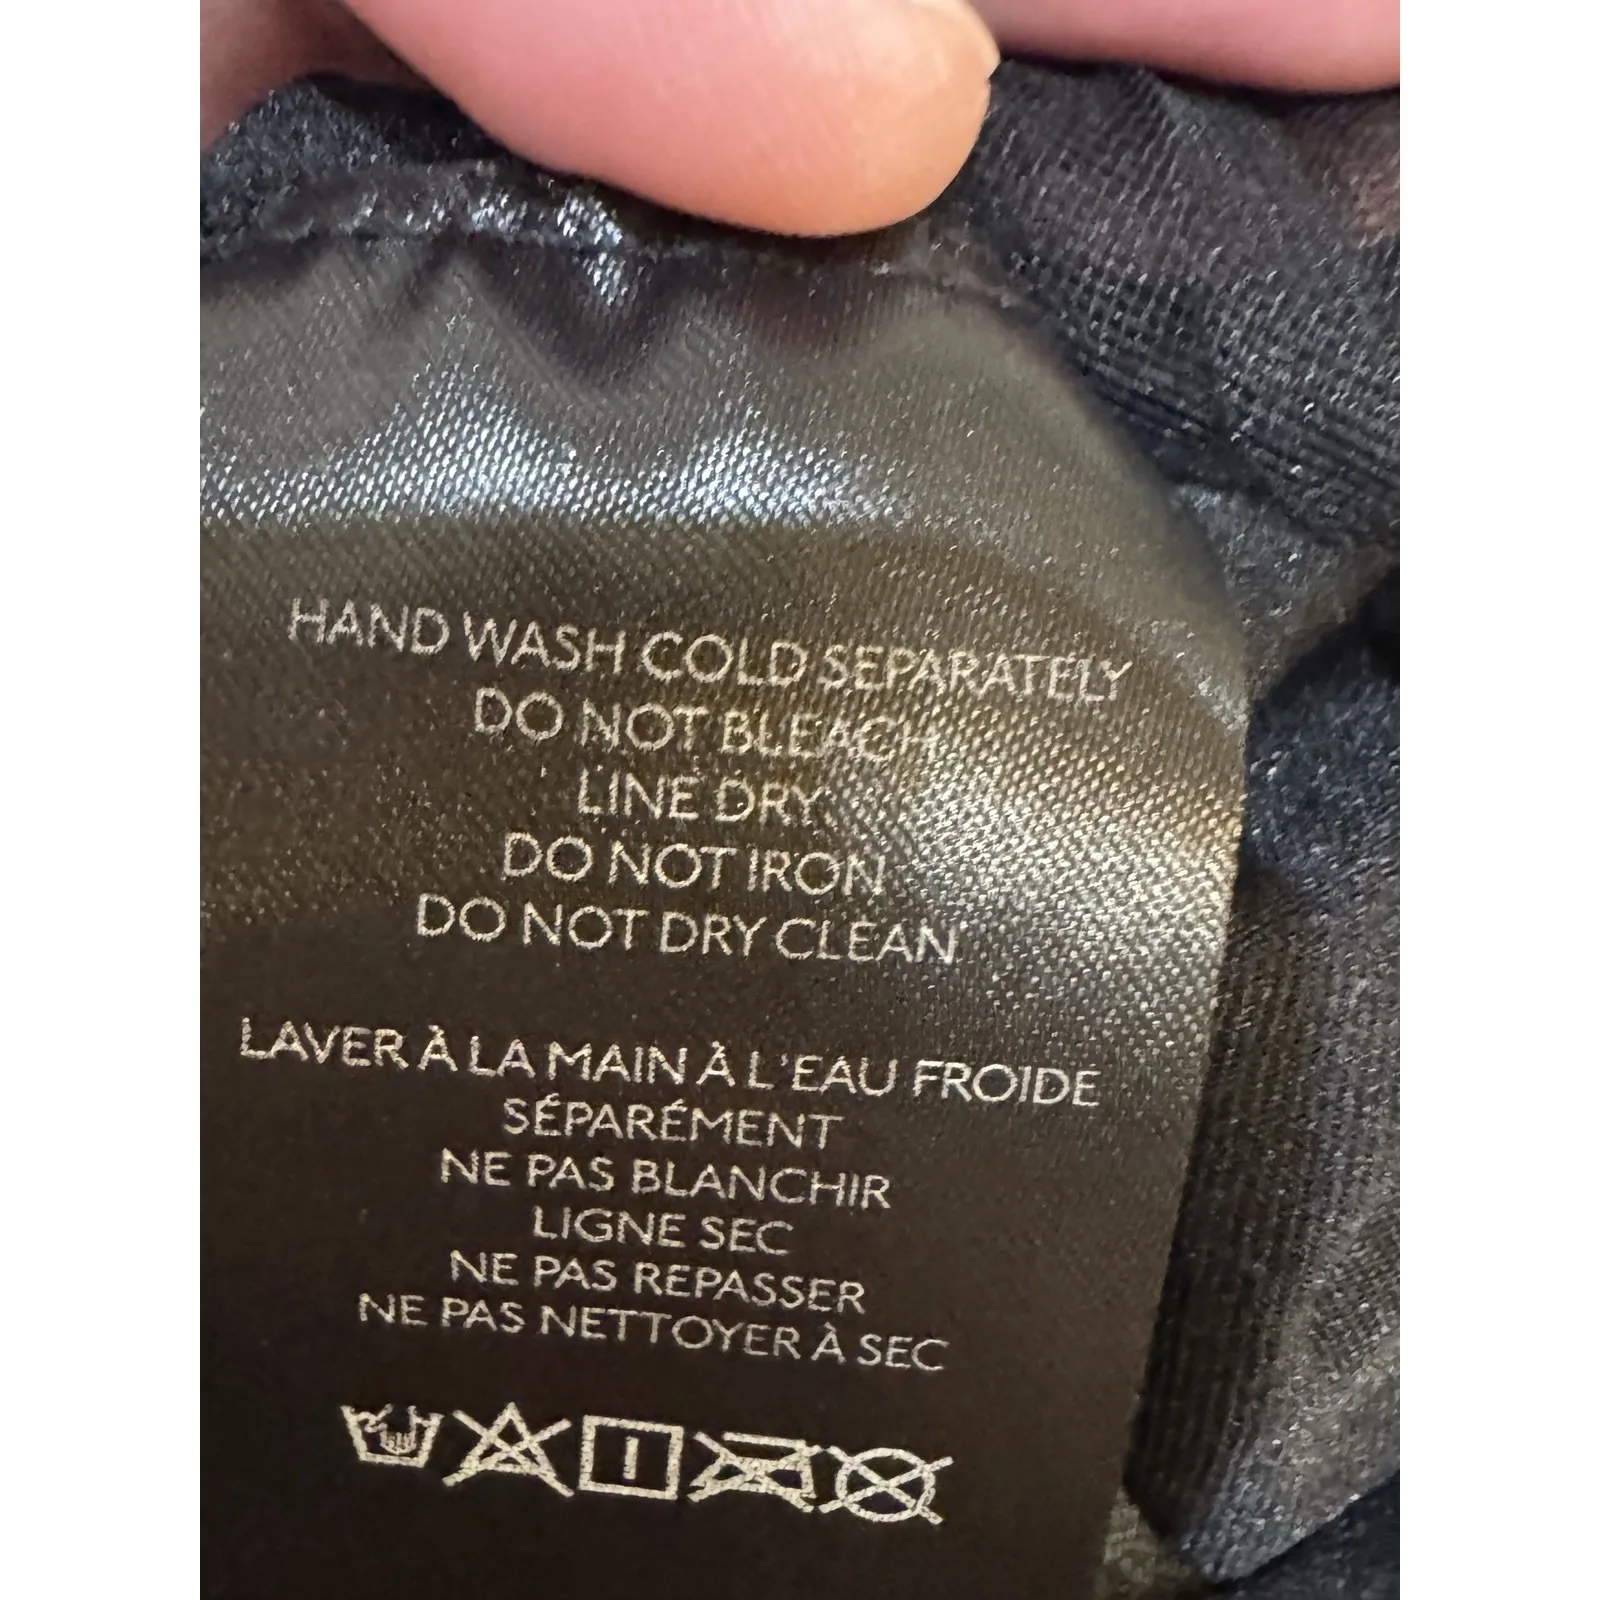 HAND WASH COLD SEPARATELY
DO NOT BLEACH
LINE DRY
DO NOT IRON
DO NOT DRY CLEAN
LAVER À LA MAIN À L'EAU FROIDE
SÉPARÉMENT
NE PAS BLANCHIR
LIGNE SEC
NE PAS REPASSER
NE PAS NETTOYER À SEC